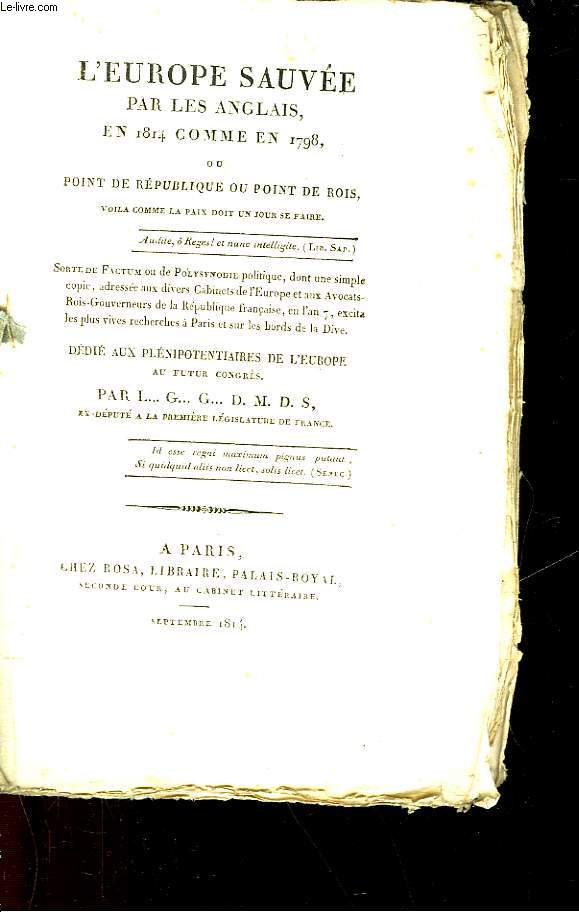 Le-livre.com
L'EUROPE SAUVÉE
PAR LES ANGLAIS,
EN 1814 COMME EN 1798,
OU
POINT DE RÉPUBLIQUE OU POINT DE ROIS,
VOILA COMME LA PAIX DOIT UN JOUR SE FAIRE.
Audite, ô Reges! et nunc intelligite. (LIB. SAP.)
SORTE DE FACTUM ou de POLYSYNODIE politique, dont une simple
copie, adressée aux divers Cabinets de l'Europe et aux Avocats-
Rois-Gouverneurs de la République française, en l'an 7, excita
les plus vives recherches à Paris et sur les bords de la Dive.
DÉDIÉ AUX PLÉNIPOTENTIAIRES DE L'EUROPE
AU FUTUR CONGRÈS.
PAR L... G... G... D. M. D. S,
EX-DÉPUTÉ A LA PREMIÈRE LÉGISLATURE DE FRANCE.
Id esse regni maximum pignus putant,
Si quidquid aliis non licet, solis licet. (SENEC.)
A PARIS,
CHEZ ROSA, LIBRAIRE, PALAIS-ROYAL,
SECONDE COUR, AU CABINET LITTÉRAIRE.
SEPTEMBRE 1814.